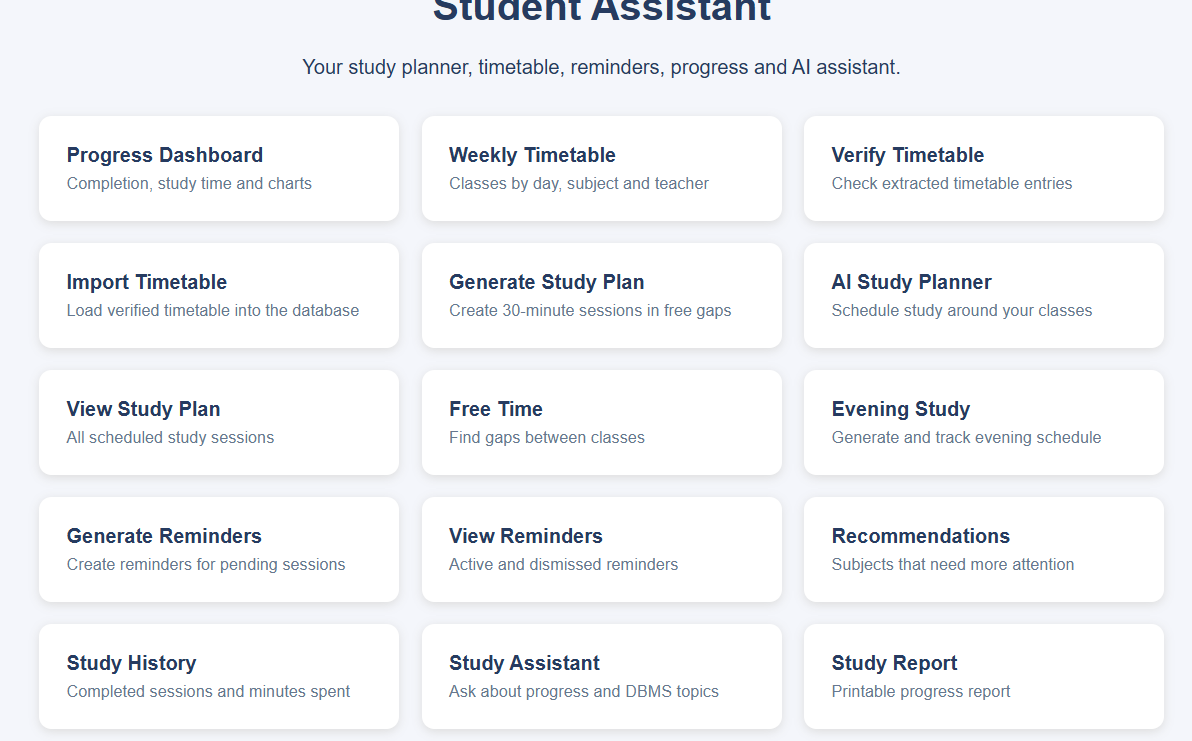 Student Assistant
Your study planner, timetable, reminders, progress and AI assistant.
Progress Dashboard
Completion, study time and charts
Weekly Timetable
Classes by day, subject and teacher
Verify Timetable
Check extracted timetable entries
Import Timetable
Load verified timetable into the database
Generate Study Plan
Create 30-minute sessions in free gaps
AI Study Planner
Schedule study around your classes
View Study Plan
All scheduled study sessions
Free Time
Find gaps between classes
Evening Study
Generate and track evening schedule
Generate Reminders
Create reminders for pending sessions
View Reminders
Active and dismissed reminders
Recommendations
Subjects that need more attention
Study History
Completed sessions and minutes spent
Study Assistant
Ask about progress and DBMS topics
Study Report
Printable progress report